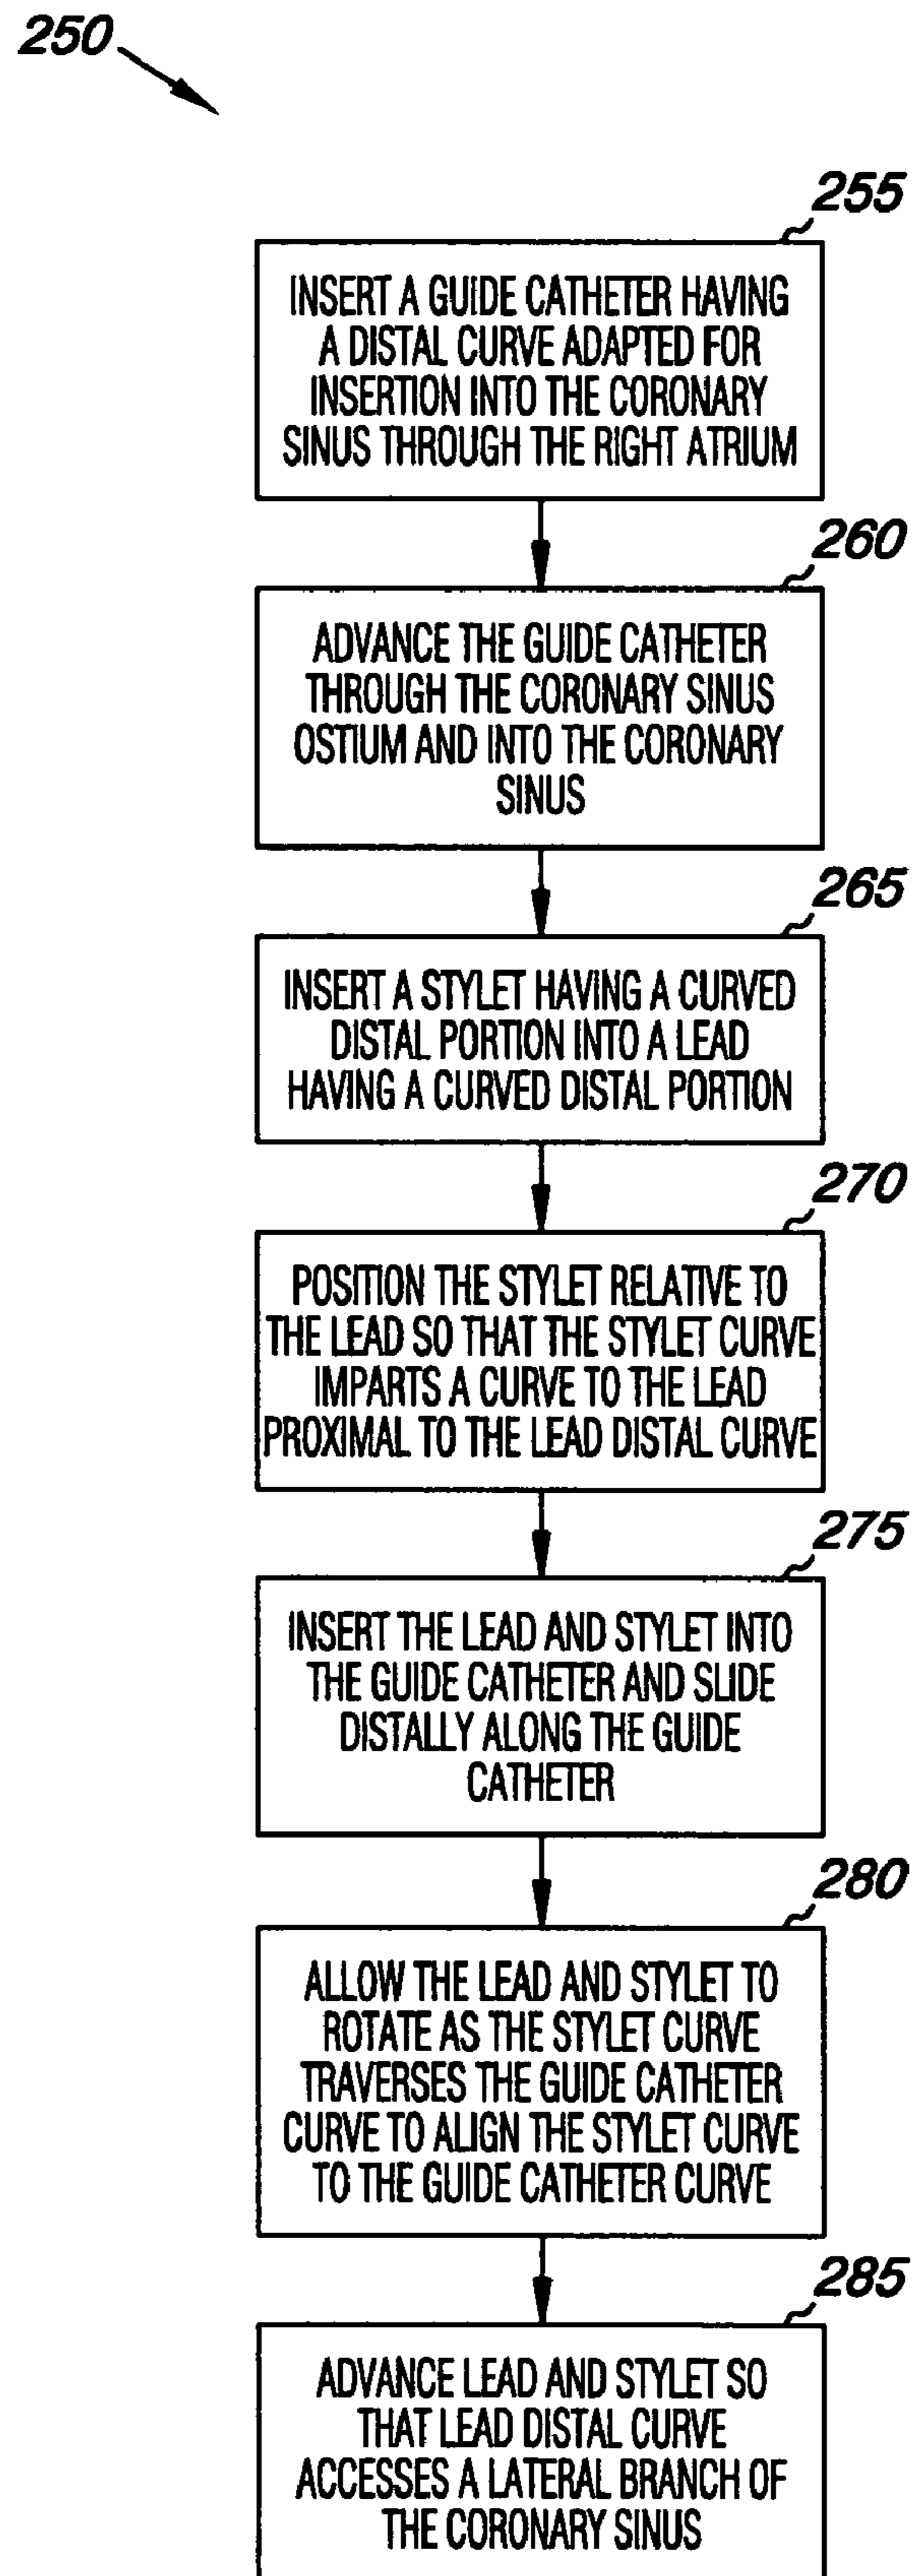 250
255
INSERT A GUIDE CATHETER HAVING
A DISTAL CURVE ADAPTED FOR
INSERTION INTO THE CORONARY
SINUS THROUGH THE RIGHT ATRIUM
260
ADVANCE THE GUIDE CATHETER
THROUGH THE CORONARY SINUS
OSTIUM AND INTO THE CORONARY
SINUS
265
INSERT A STYLET HAVING A CURVED
DISTAL PORTION INTO A LEAD
HAVING A CURVED DISTAL PORTION
270
POSITION THE STYLET RELATIVE TO
THE LEAD SO THAT THE STYLET CURVE
IMPARTS A CURVE TO THE LEAD
PROXIMAL TO THE LEAD DISTAL CURVE
275
INSERT THE LEAD AND STYLET INTO
THE GUIDE CATHETER AND SLIDE
DISTALLY ALONG THE GUIDE
CATHETER
280
ALLOW THE LEAD AND STYLET TO
ROTATE AS THE STYLET CURVE
TRAVERSES THE GUIDE CATHETER
CURVE TO ALIGN THE STYLET CURVE
TO THE GUIDE CATHETER CURVE
285
ADVANCE LEAD AND STYLET SO
THAT LEAD DISTAL CURVE
ACCESSES A LATERAL BRANCH OF
THE CORONARY SINUS